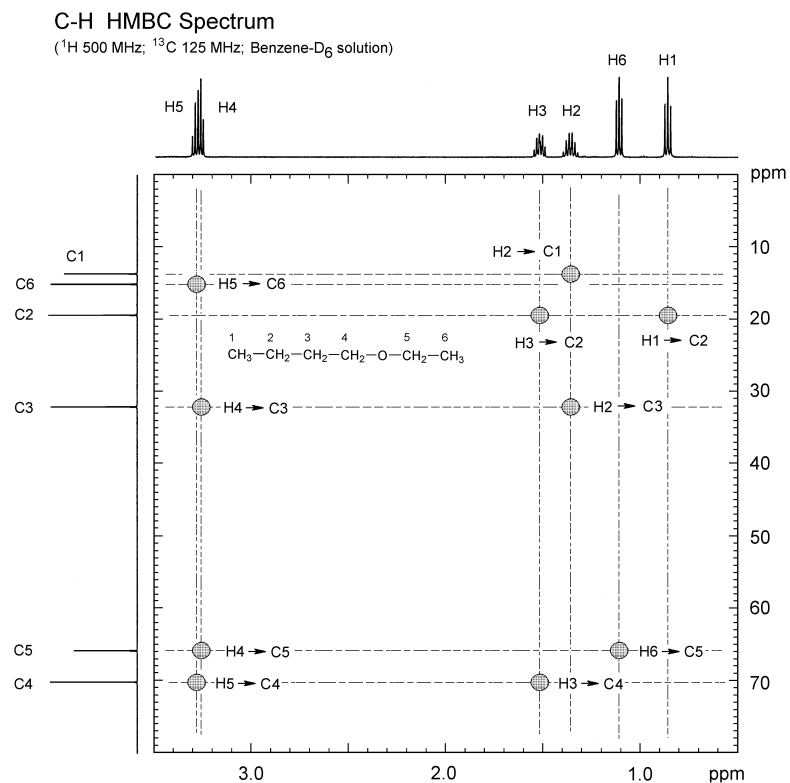 C-H HMBC Spectrum
(¹H 500 MHz; ¹³C 125 MHz; Benzene-D₆ solution)
H6 H1
H5 H4 H3 H2
ppm
C1 H2 → C1 10
C6 H5 → C6
C2 20
1 2 3 4 5 6 H3 → C2 H1 → C2
CH₃–CH₂–CH₂–CH₂–O–CH₂–CH₃
30
C3 H4 → C3 H2 → C3
40
50
60
C5 H4 → C5 H6 → C5
C4 H5 → C4 H3 → C4 70
3.0 2.0 1.0 ppm